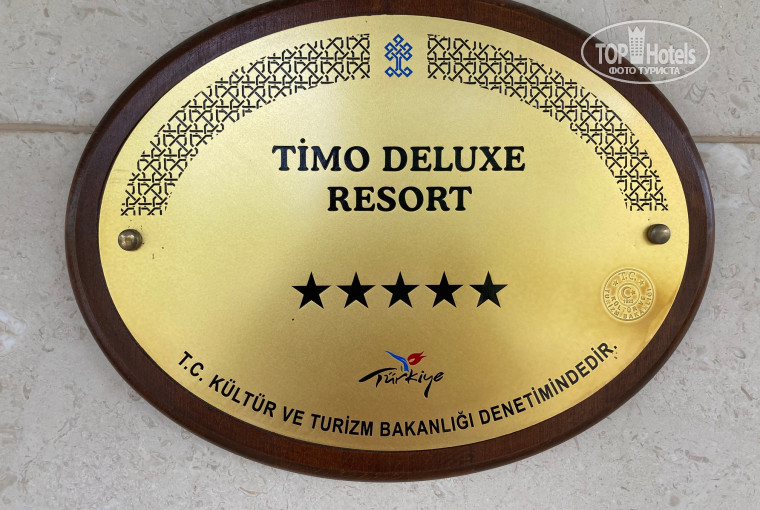 TOP Hotels
ФОТО ТУРИСТА
TİMO DELUXE
RESORT
★★★★★
Türkiye
T.C. KÜLTÜR VE TURİZM BAKANLIĞI DENETİMİNDEDİR.